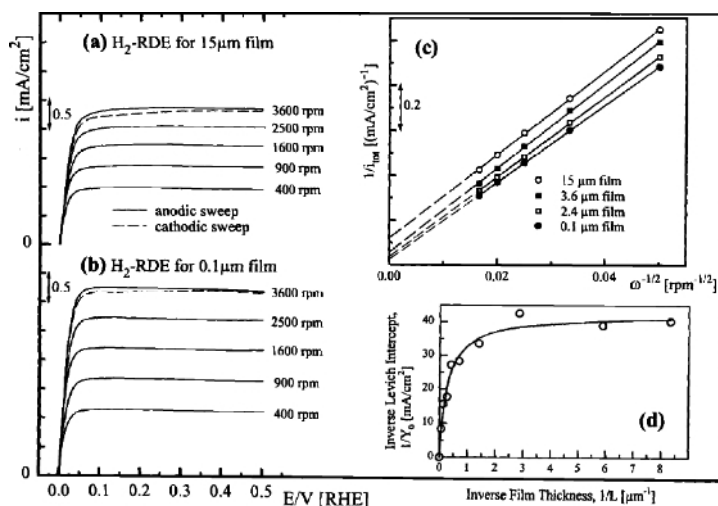 (a) H₂-RDE for 15μm film
i [mA/cm²]
0.5
3600 rpm
2500 rpm
1600 rpm
900 rpm
400 rpm
anodic sweep
cathodic sweep
0
(b) H₂-RDE for 0.1μm film
0.5
3600 rpm
2500 rpm
1600 rpm
900 rpm
400 rpm
0
0.0 0.1 0.2 0.3 0.4 0.5
E/V [RHE]
(c)
1/iₜₒₜ [(mA/cm²)⁻¹]
0.2
15 μm film
3.6 μm film
2.4 μm film
0.1 μm film
0
0.00 0.02 0.04
ω⁻¹/² [rpm⁻¹/²]
(d)
Inverse Levich Intercept,
1/Y₀ [mA/cm²]
40
30
20
10
0
0 1 2 3 4 5 6 7 8
Inverse Film Thickness, 1/L [μm⁻¹]